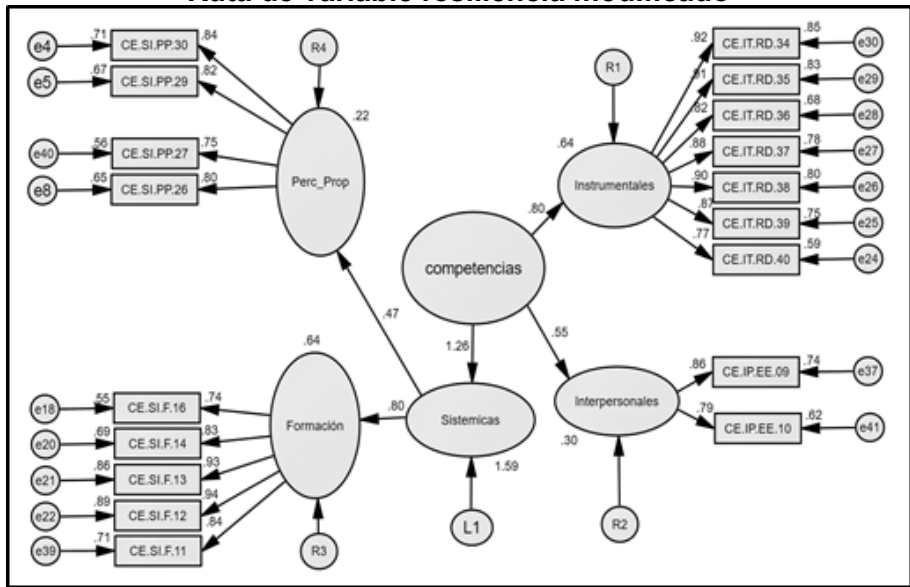 Ruta de variable resiliencia modificado
e4 .71 CE.SI.PP.30 .84
e5 .67 CE.SI.PP.29 .82
e40 .56 CE.SI.PP.27 .75
e8 .65 CE.SI.PP.26 .80
R4
.22
Perc_Prop
R1
.64
Instrumentales
.92 CE.IT.RD.34 .85 e30
.91 CE.IT.RD.35 .83 e29
.82 CE.IT.RD.36 .68 e28
.88 CE.IT.RD.37 .78 e27
.90 CE.IT.RD.38 .80 e26
.87 CE.IT.RD.39 .75 e25
.77 CE.IT.RD.40 .59 e24
.80
competencias
.47
1.26
.55
.64
Formación
.80
Sistemicas
1.59
L1
R3
e18 .55 CE.SI.F.16 .74
e20 .69 CE.SI.F.14 .83
e21 .86 CE.SI.F.13 .93
e22 .89 CE.SI.F.12 .94
e39 .71 CE.SI.F.11 .84
Interpersonales
.30
R2
.86 CE.IP.EE.09 .74 e37
.79 CE.IP.EE.10 .62 e41